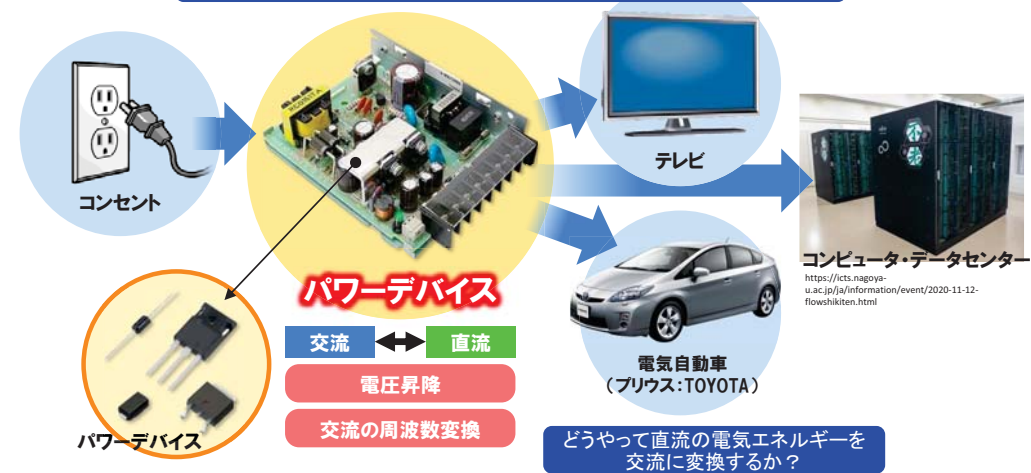 コンセント
テレビ
コンピュータ・データセンター
https://icts.nagoya-
u.ac.jp/ja/information/event/2020-11-12-
flowshikiten.html
パワーデバイス
交流
直流
電圧昇降
交流の周波数変換
電気自動車
(プリウス:TOYOTA)
パワーデバイス
どうやって直流の電気エネルギーを
交流に変換するか?